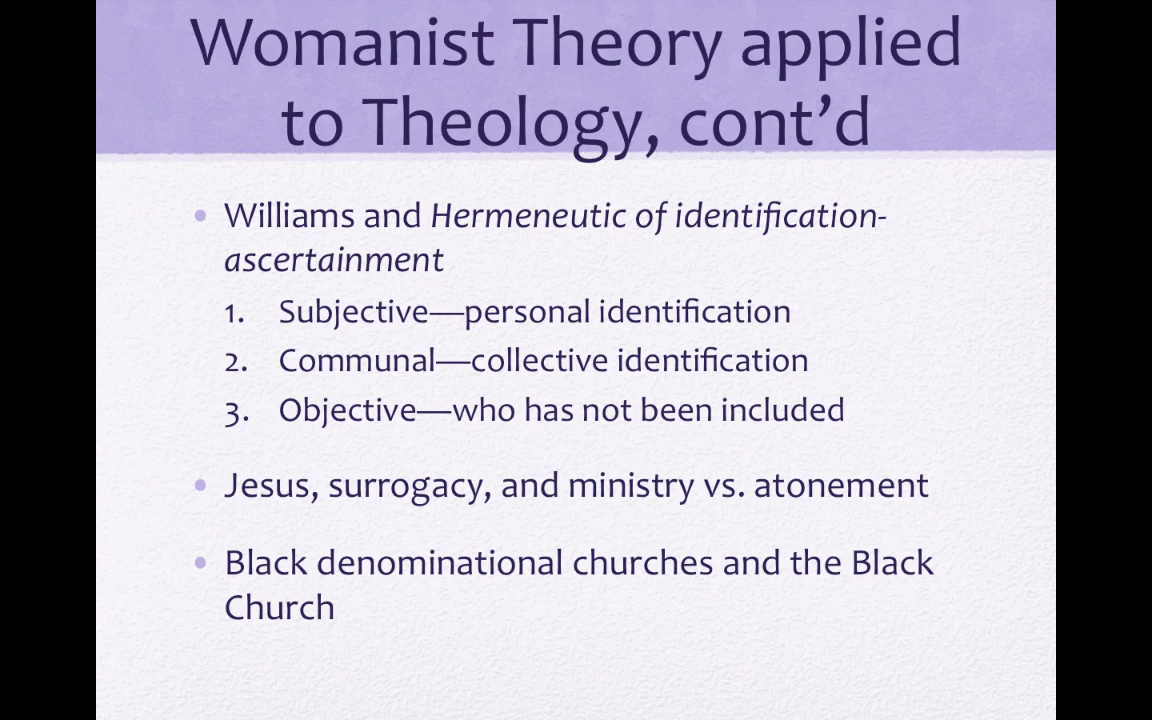 Womanist Theory applied
to Theology, cont’d
• Williams and Hermeneutic of identification-
ascertainment
1. Subjective—personal identification
2. Communal—collective identification
3. Objective—who has not been included
• Jesus, surrogacy, and ministry vs. atonement
• Black denominational churches and the Black
Church